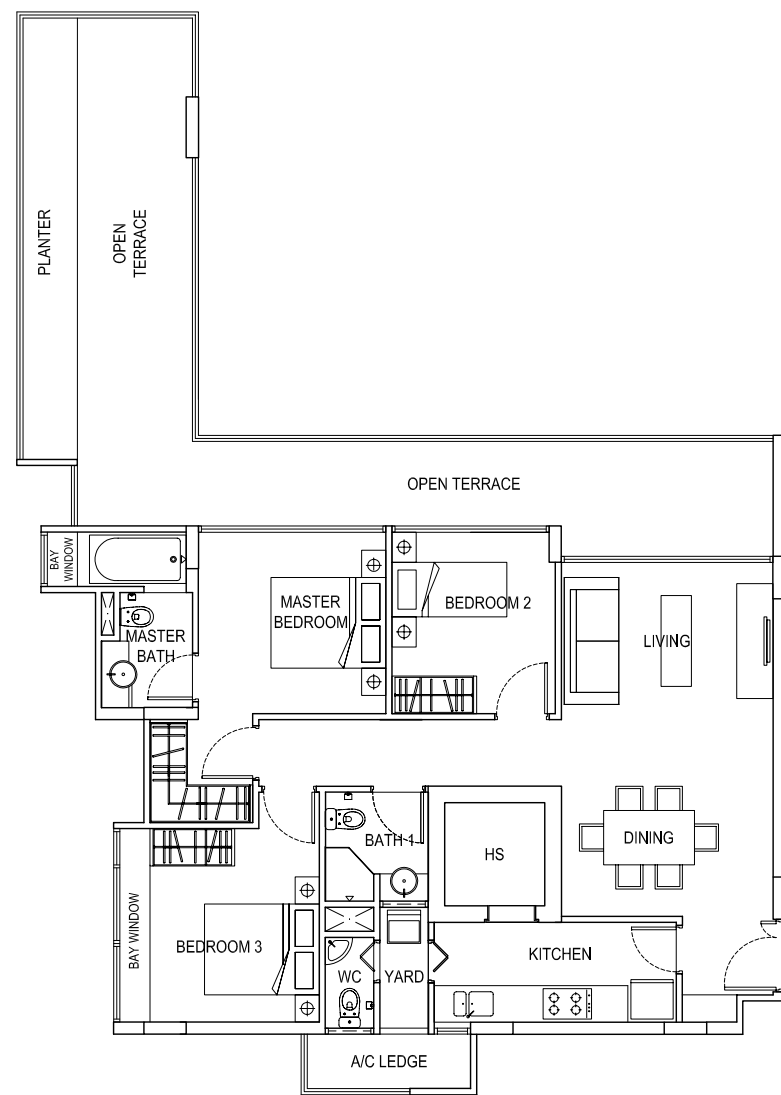 PLANTER
OPEN
TERRACE
OPEN TERRACE
BAY
WINDOW
MASTER
BATH
MASTER
BEDROOM
BEDROOM 2
LIVING
DINING
BATH 1
HS
BAY WINDOW
BEDROOM 3
WC
YARD
KITCHEN
A/C LEDGE